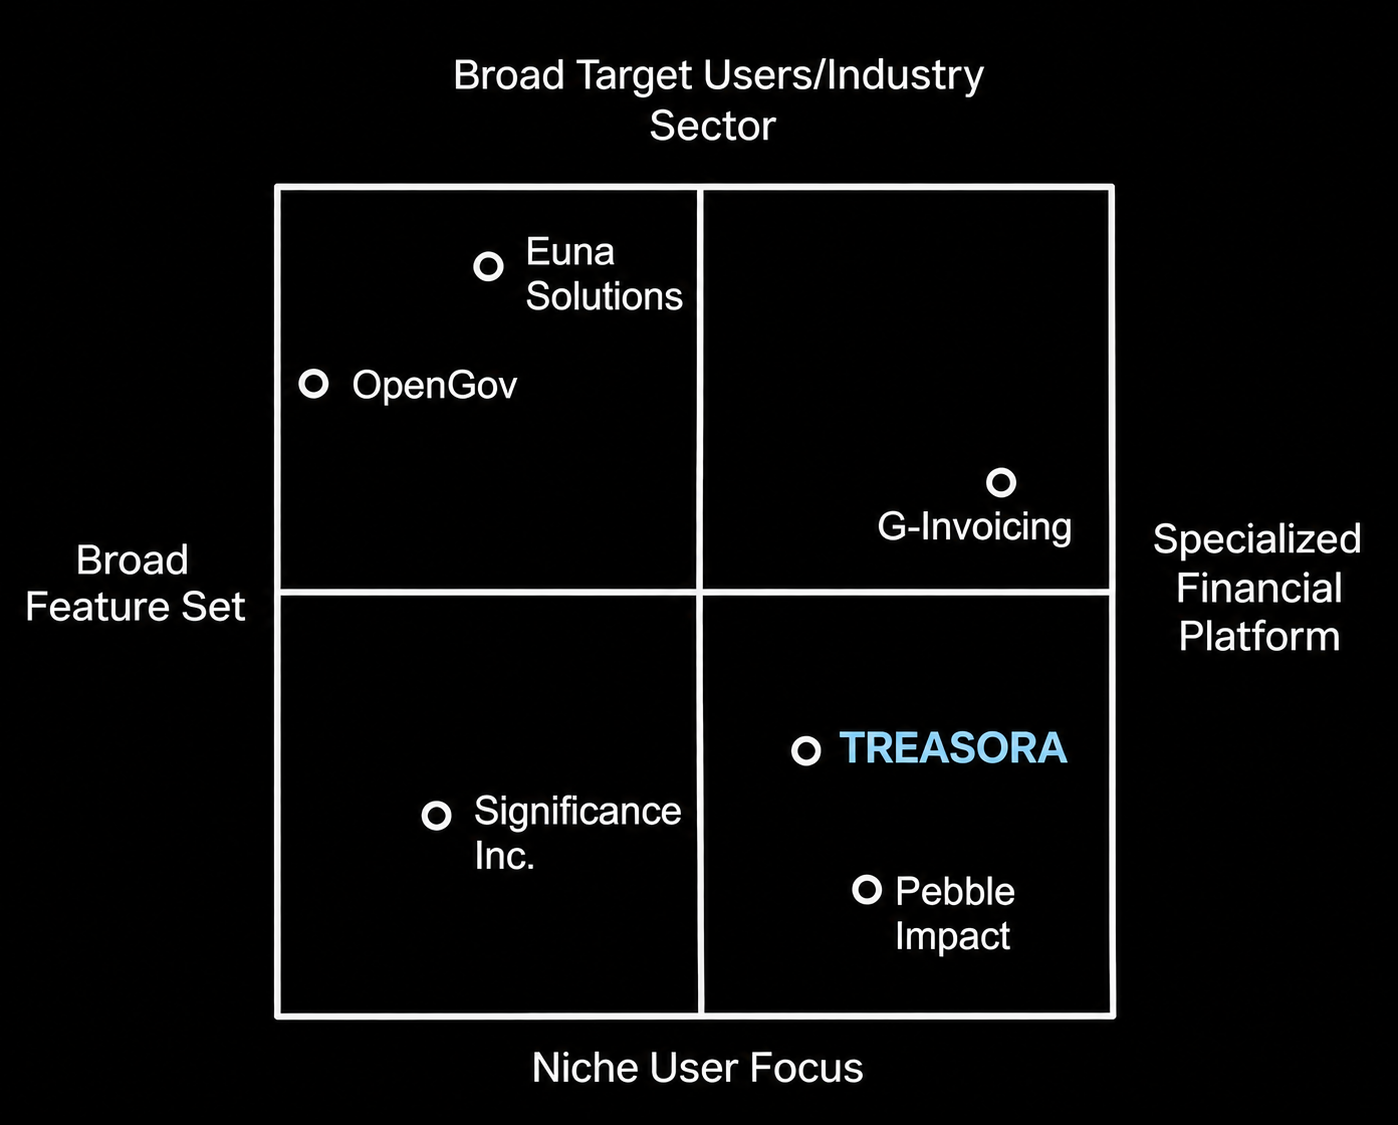 Broad Target Users/Industry
Sector
Euna
Solutions
OpenGov
G-Invoicing
Broad
Feature Set
Specialized
Financial
Platform
TREASORA
Significance
Inc.
Pebble
Impact
Niche User Focus